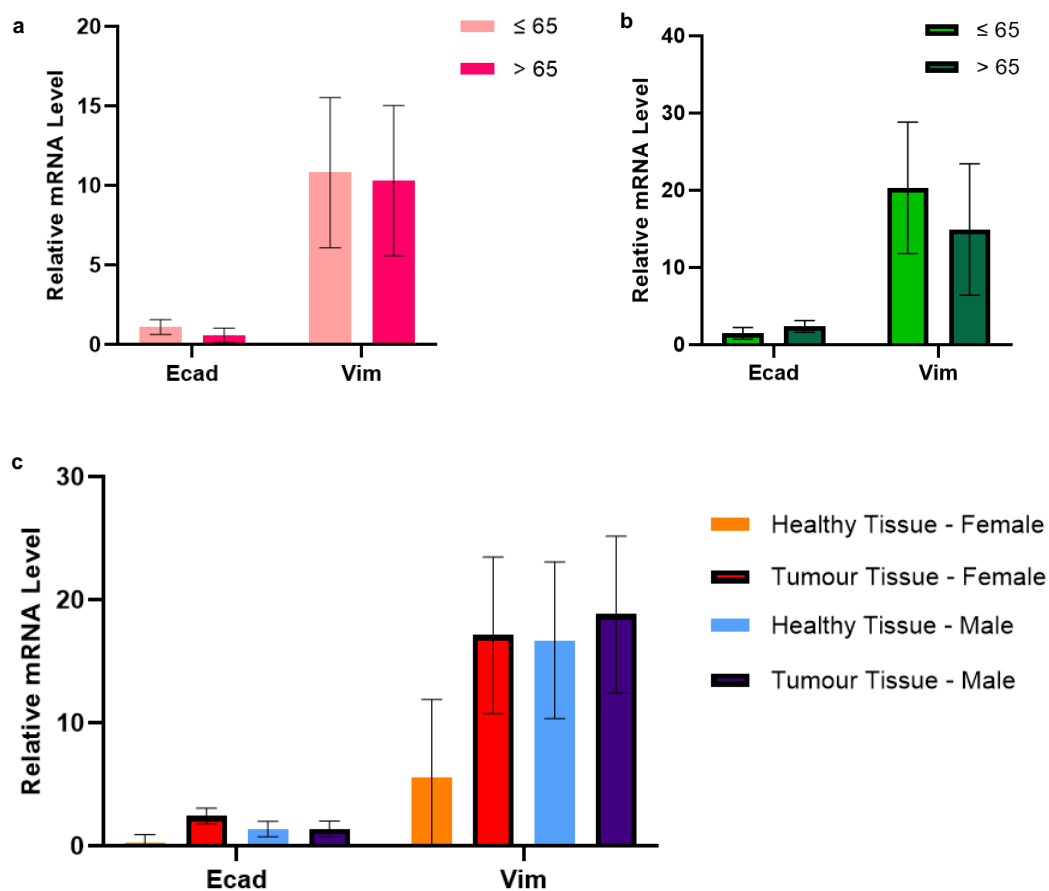 a
Relative mRNA Level
20
15
10
5
0
Ecad
Vim
≤ 65
> 65
b
Relative mRNA Level
40
30
20
10
0
Ecad
Vim
≤ 65
> 65
c
Relative mRNA Level
30
20
10
0
Ecad
Vim
Healthy Tissue - Female
Tumour Tissue - Female
Healthy Tissue - Male
Tumour Tissue - Male